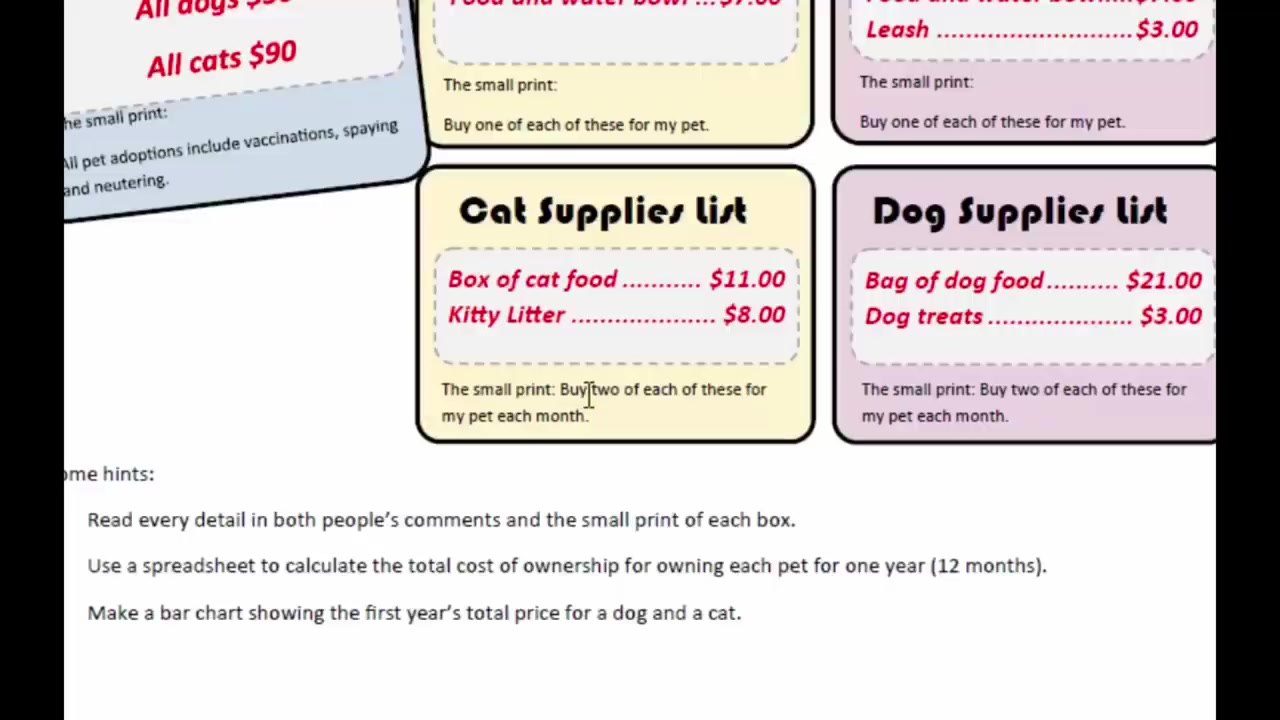 All dogs
All cats $90
he small print:
All pet adoptions include vaccinations, spaying
and neutering.
Food and water bowl ...$7.00
The small print:
Buy one of each of these for my pet.
Leash ...........................$3.00
The small print:
Buy one of each of these for my pet.
Cat Supplies List
Box of cat food ........... $11.00
Kitty Litter .................... $8.00
The small print: Buy two of each of these for
my pet each month.
Dog Supplies List
Bag of dog food.......... $21.00
Dog treats .................... $3.00
The small print: Buy two of each of these for
my pet each month.
ome hints:
Read every detail in both people's comments and the small print of each box.
Use a spreadsheet to calculate the total cost of ownership for owning each pet for one year (12 months).
Make a bar chart showing the first year's total price for a dog and a cat.